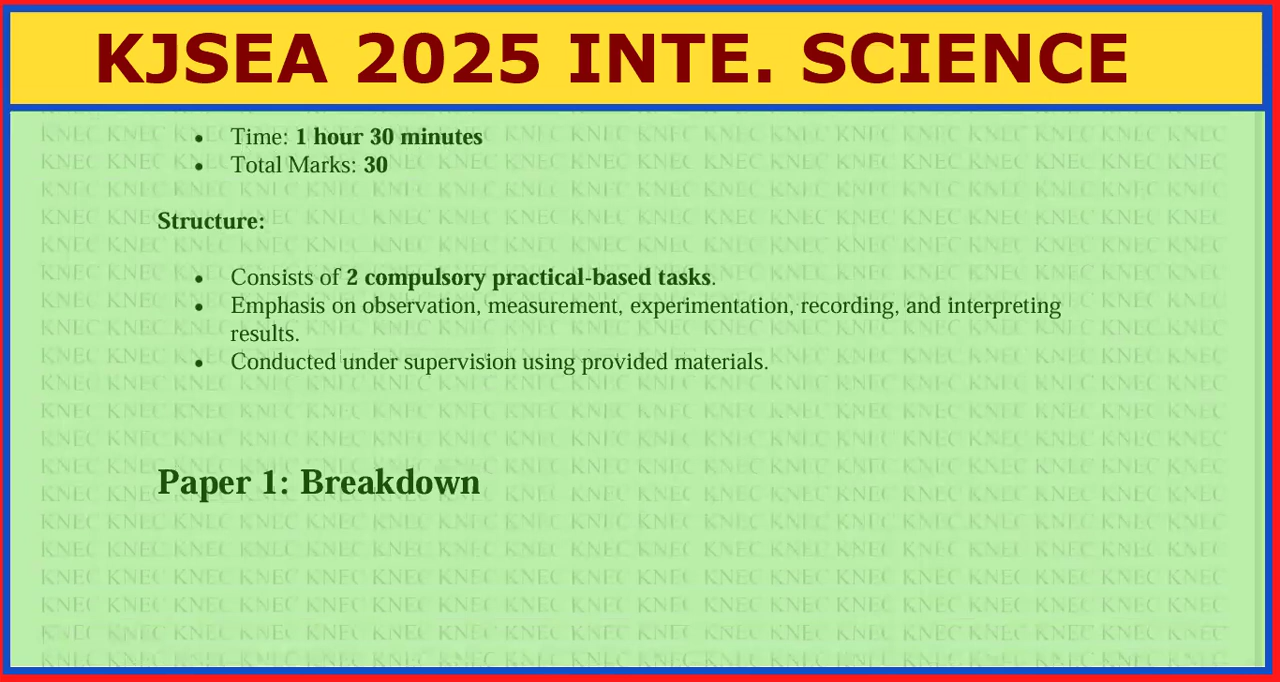 KJSEA 2025 INTE. SCIENCE
• Time: 1 hour 30 minutes
• Total Marks: 30
Structure:
• Consists of 2 compulsory practical-based tasks.
• Emphasis on observation, measurement, experimentation, recording, and interpreting
results.
• Conducted under supervision using provided materials.
Paper 1: Breakdown